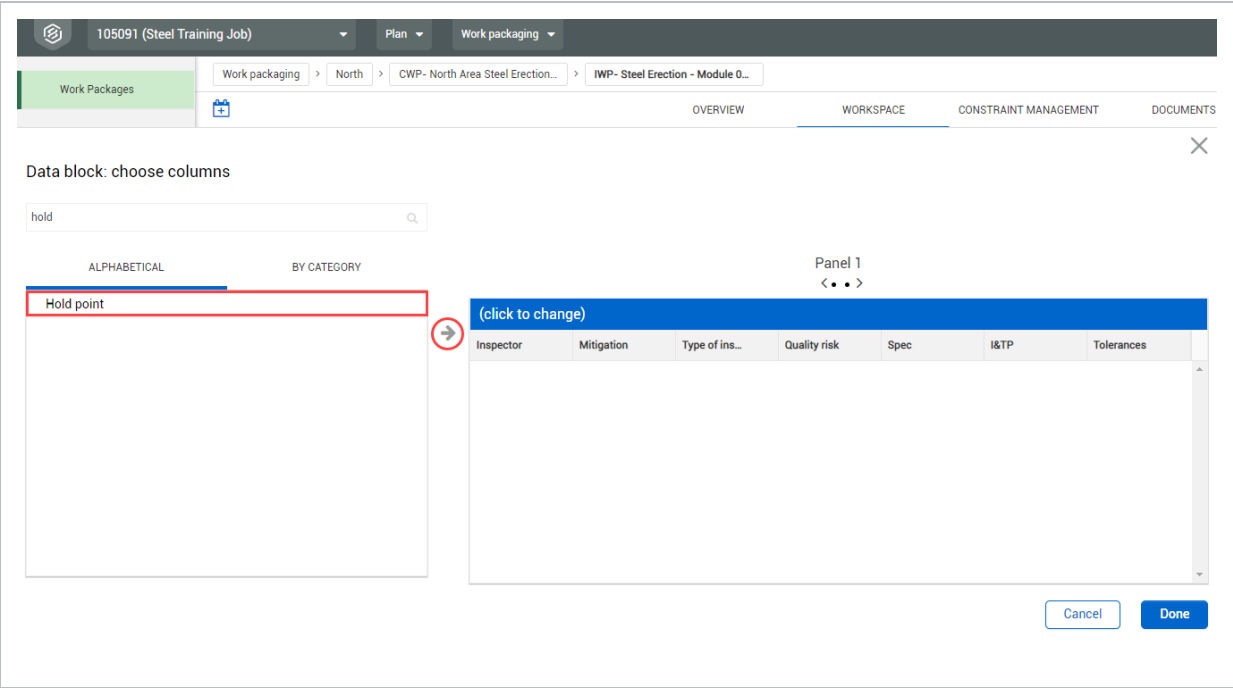 105091 (Steel Training Job) Plan Work packaging
Work Packages
Work packaging > North > CWP- North Area Steel Erection... > IWP- Steel Erection - Module 0...
OVERVIEW WORKSPACE CONSTRAINT MANAGEMENT DOCUMENTS
Data block: choose columns
hold
ALPHABETICAL BY CATEGORY
Panel 1
Hold point
(click to change)
Inspector Mitigation Type of ins... Quality risk Spec I&TP Tolerances
Cancel Done